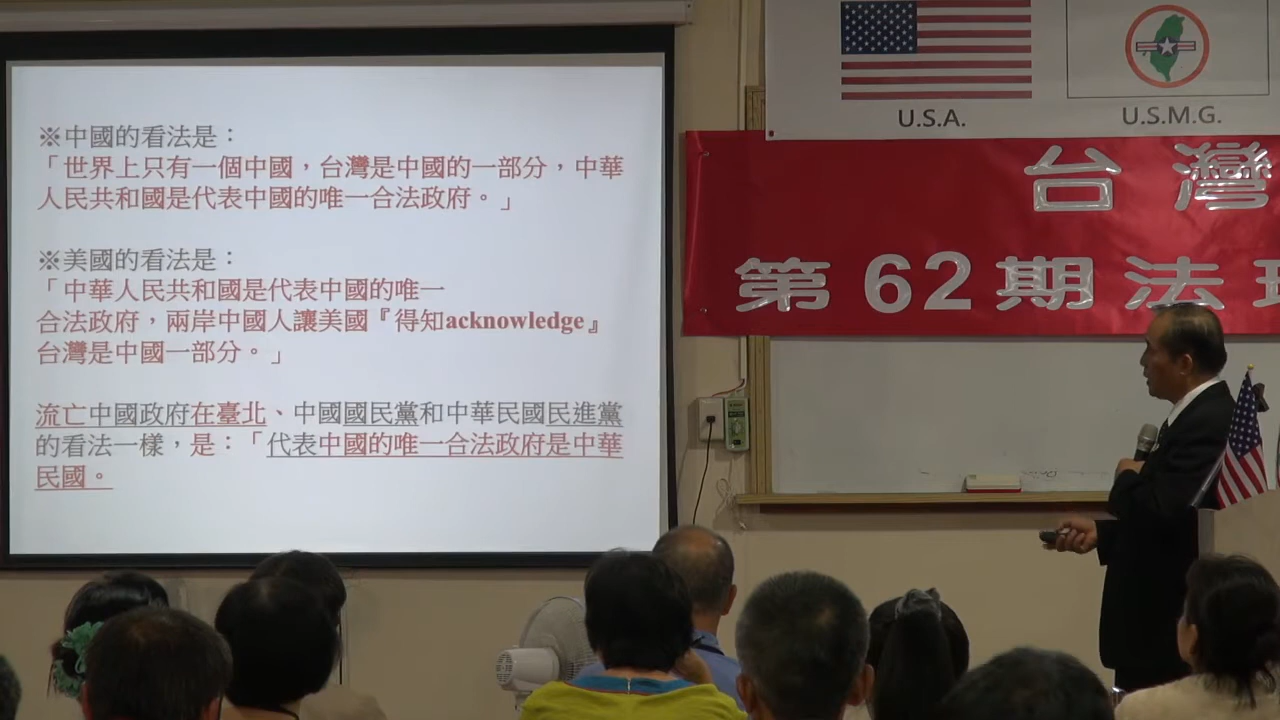 ※中國的看法是：
「世界上只有一個中國，台灣是中國的一部分，中華
人民共和國是代表中國的唯一合法政府。」
※美國的看法是：
「中華人民共和國是代表中國的唯一
合法政府，兩岸中國人讓美國『得知acknowledge』
台灣是中國一部分。」
流亡中國政府在臺北、中國國民黨和中華民國民進黨
的看法一樣，是：「代表中國的唯一合法政府是中華
民國。
U.S.A.
U.S.M.G.
台灣
第62期法理